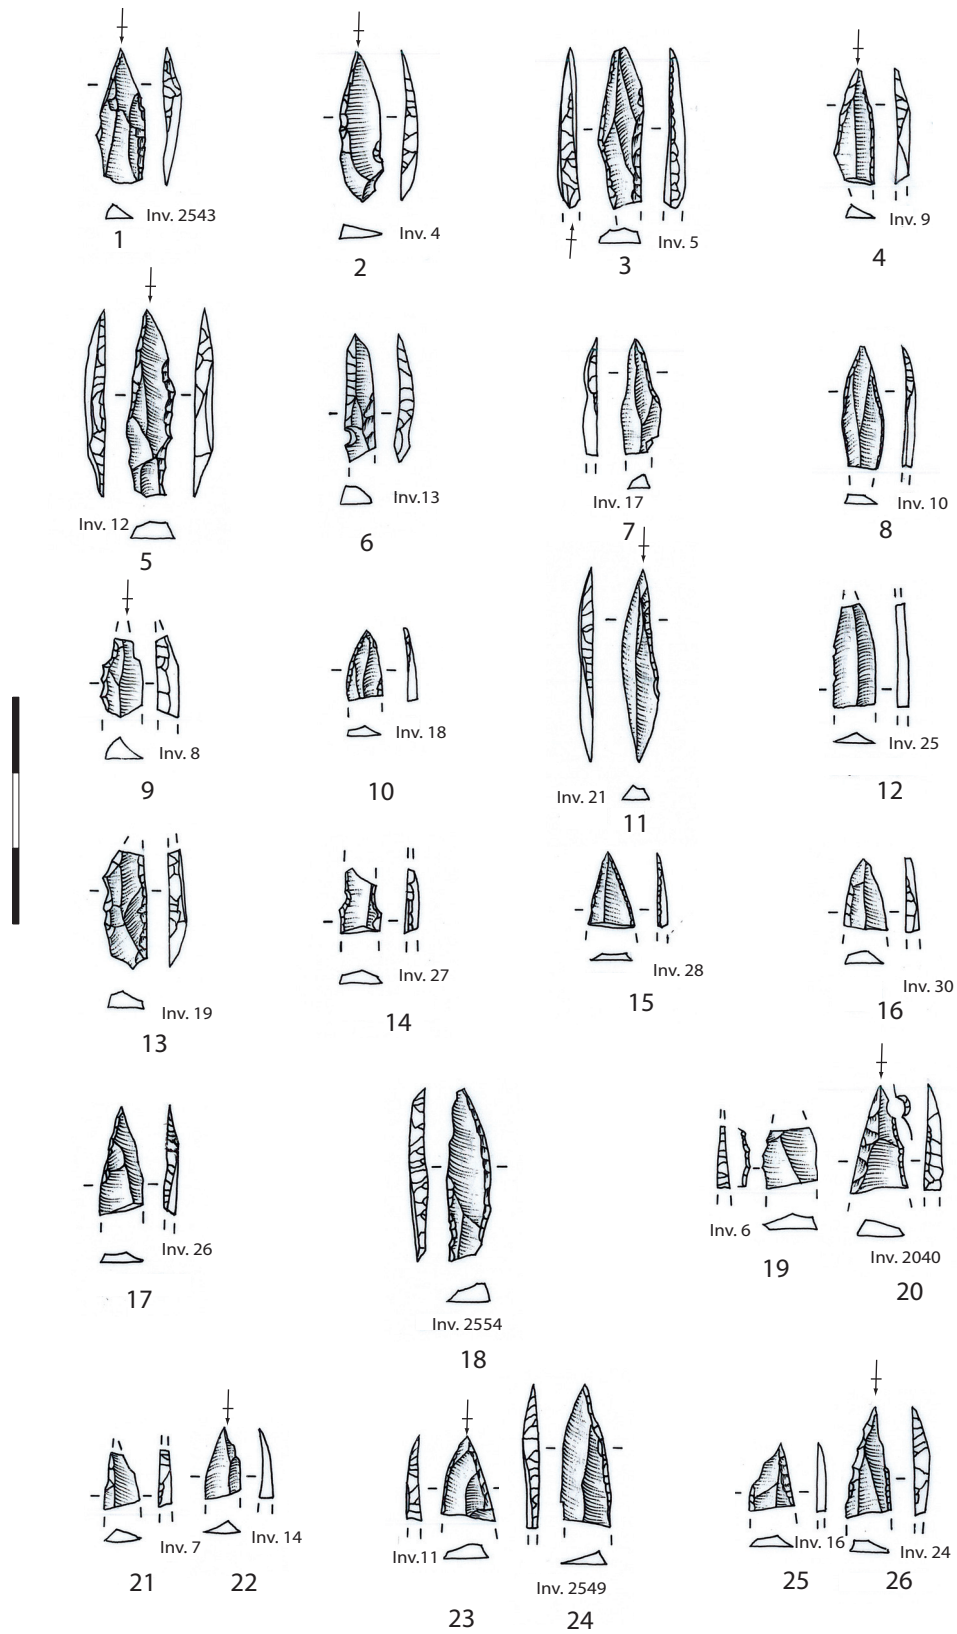 Inv. 2543
1
Inv. 4
2
Inv. 5
3
Inv. 9
4
Inv. 12
5
Inv.13
6
Inv. 17
7
Inv. 10
8
Inv. 8
9
Inv. 18
10
Inv. 21
11
Inv. 25
12
Inv. 19
13
Inv. 27
14
Inv. 28
15
Inv. 30
16
Inv. 26
17
Inv. 2554
18
Inv. 6
19
Inv. 2040
20
Inv. 7
21
Inv. 14
22
Inv.11
23
Inv. 2549
24
Inv. 16
25
Inv. 24
26